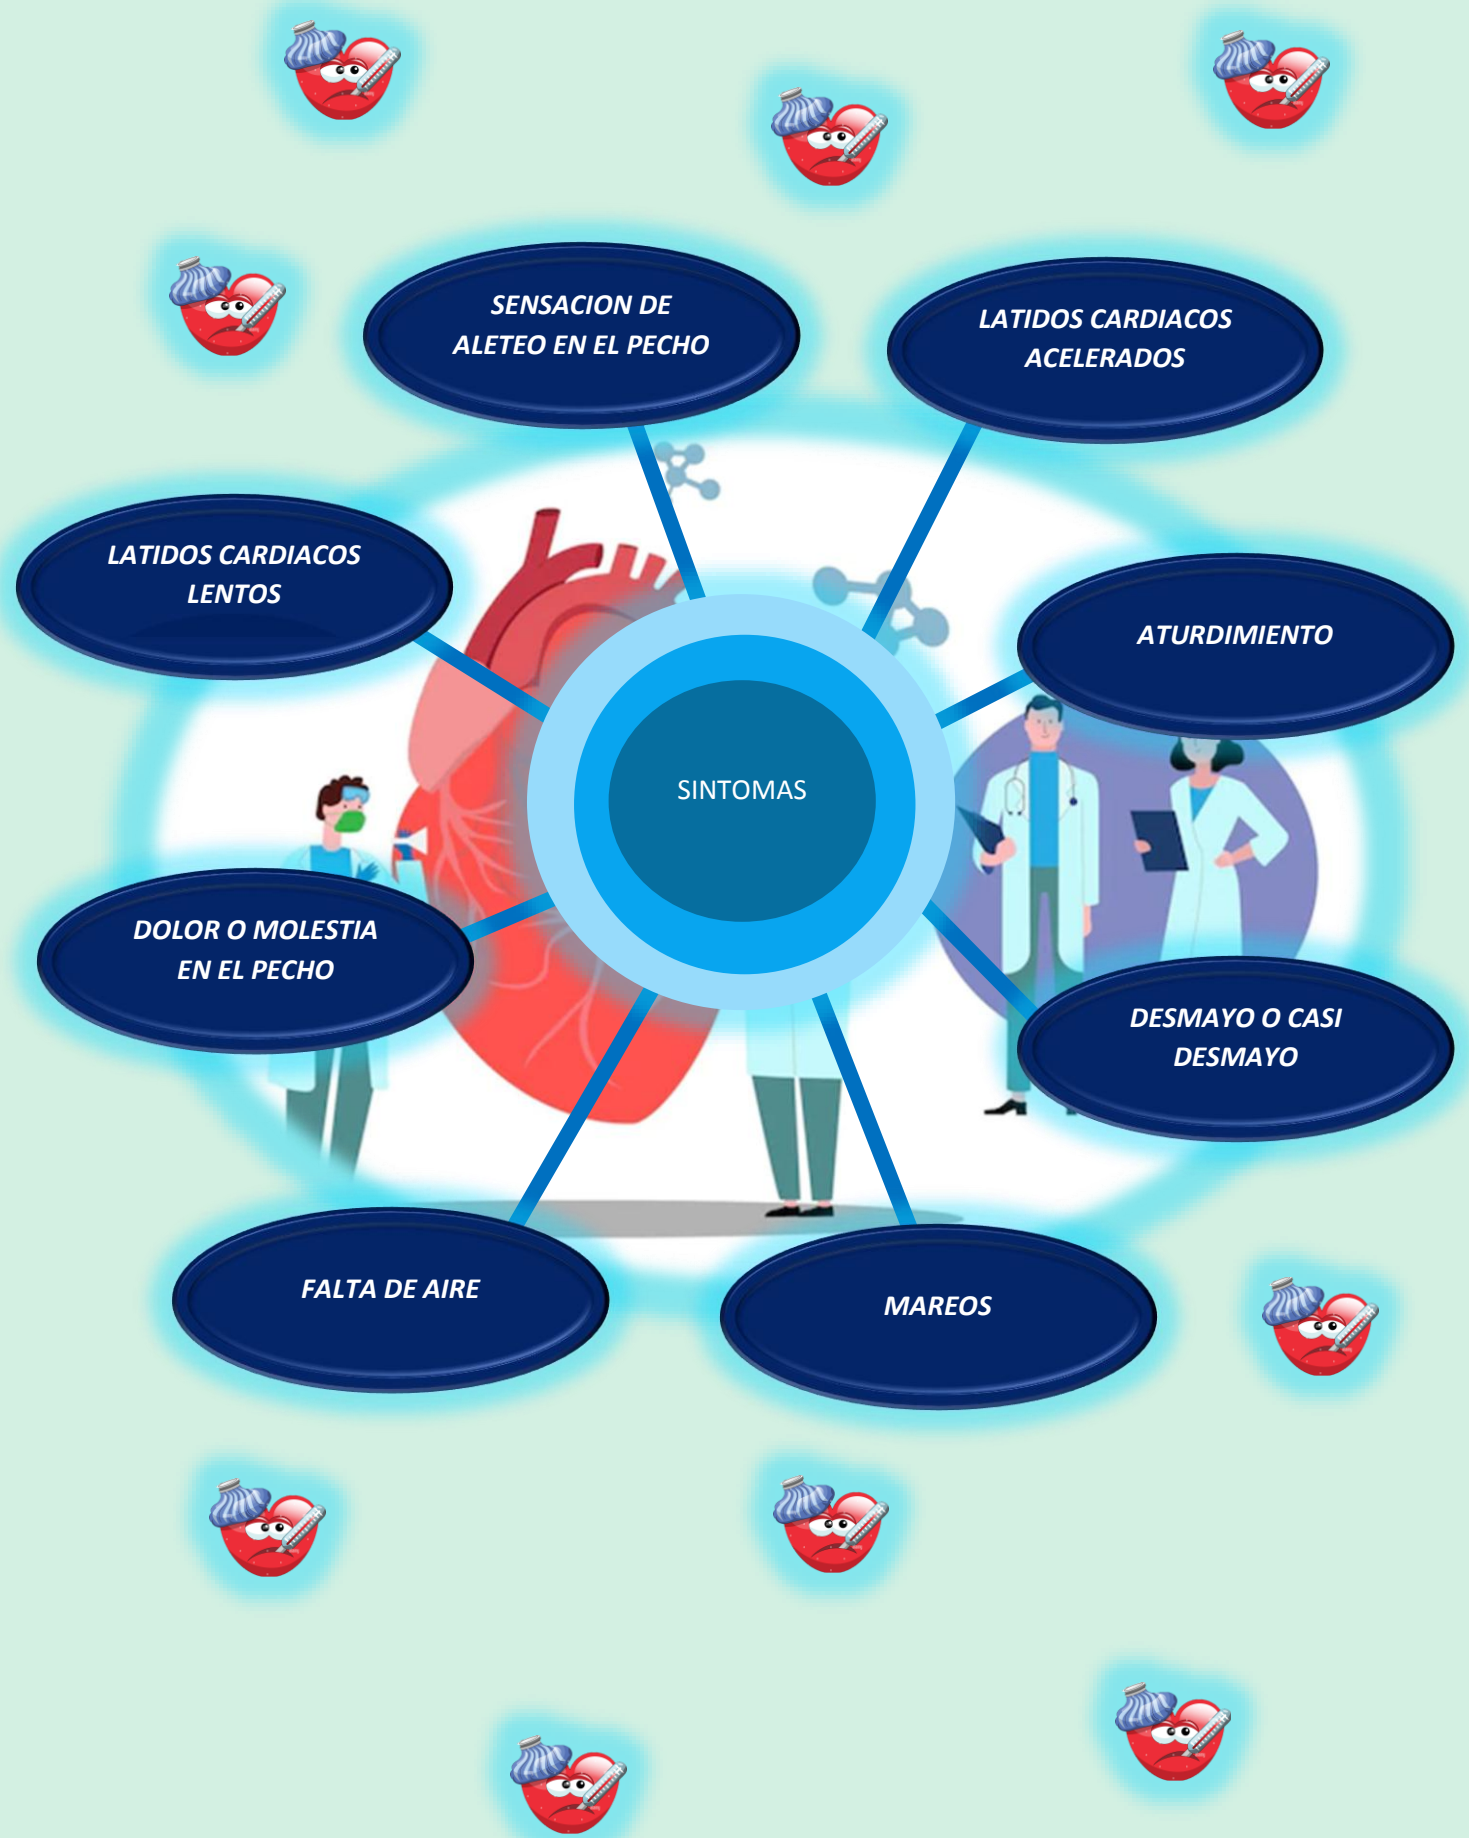 SENSACION DE
ALETEO EN EL PECHO
LATIDOS CARDIACOS
ACELERADOS
LATIDOS CARDIACOS
LENTOS
ATURDIMIENTO
SINTOMAS
DOLOR O MOLESTIA
EN EL PECHO
DESMAYO O CASI
DESMAYO
FALTA DE AIRE
MAREOS